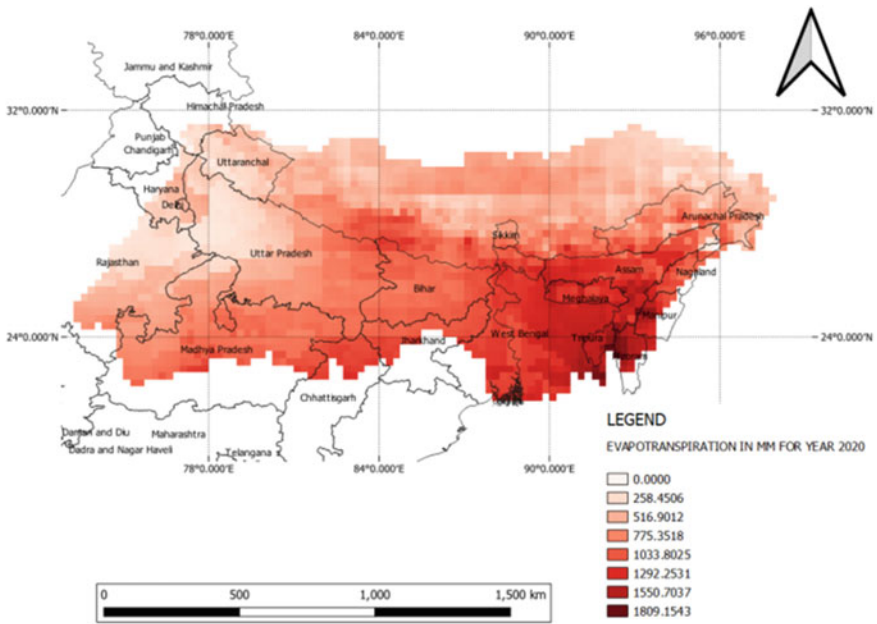 78°0.000'E 84°0.000'E 90°0.000'E 96°0.000'E
Jammu and Kashmir
32°0.000'N 32°0.000'N
Himachal Pradesh
Punjab
Chandigarh
Uttaranchal
Haryana
Delhi
Arunachal Pradesh
Sikkim
Uttar Pradesh
Rajasthan
Assam
Nagaland
Bihar
Meghalaya
Manipur
24°0.000'N 24°0.000'N
West Bengal
Tripura
Jharkhand
Madhya Pradesh
Mizoram
Chhattisgarh
LEGEND
Daman and Diu
Maharashtra
EVAPOTRANSPIRATION IN MM FOR YEAR 2020
Dadra and Nagar Haveli
Telangana
78°0.000'E 84°0.000'E 90°0.000'E
0.0000
258.4506
516.9012
775.3518
1033.8025
1292.2531
1550.7037
1809.1543
0 500 1,000 1,500 km